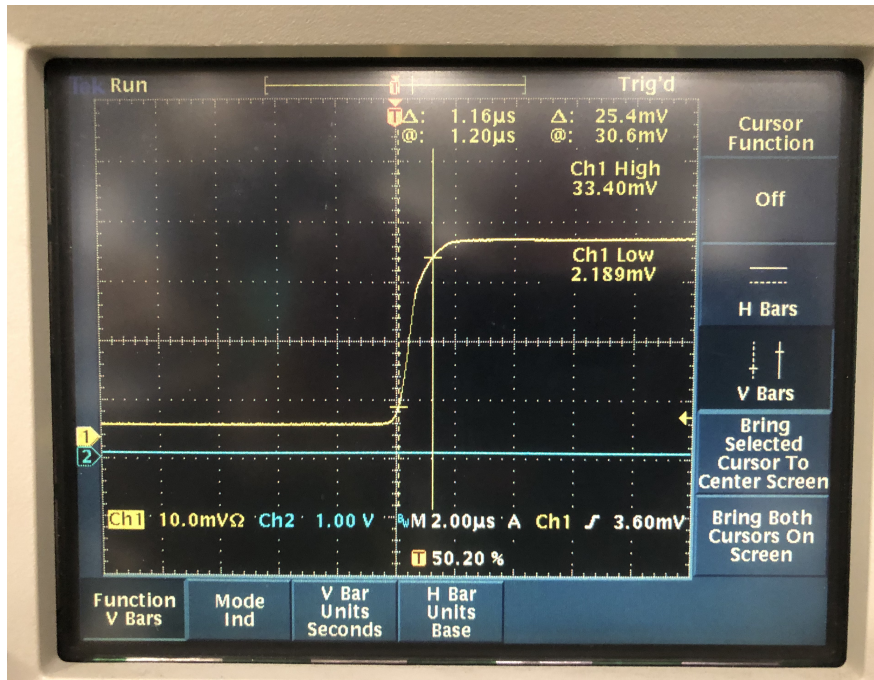 Tek Run
Trig'd
T
T
Δ: 1.16µs Δ: 25.4mV
@: 1.20µs @: 30.6mV
Ch1 High
33.40mV
Ch1 Low
2.189mV
1
2
Ch1 10.0mVΩ Ch2 1.00 V BW M 2.00µs A Ch1 ∫ 3.60mV
T 50.20 %
Cursor
Function
Off
H Bars
V Bars
Bring
Selected
Cursor To
Center Screen
Bring Both
Cursors On
Screen
Function
V Bars
Mode
Ind
V Bar
Units
Seconds
H Bar
Units
Base